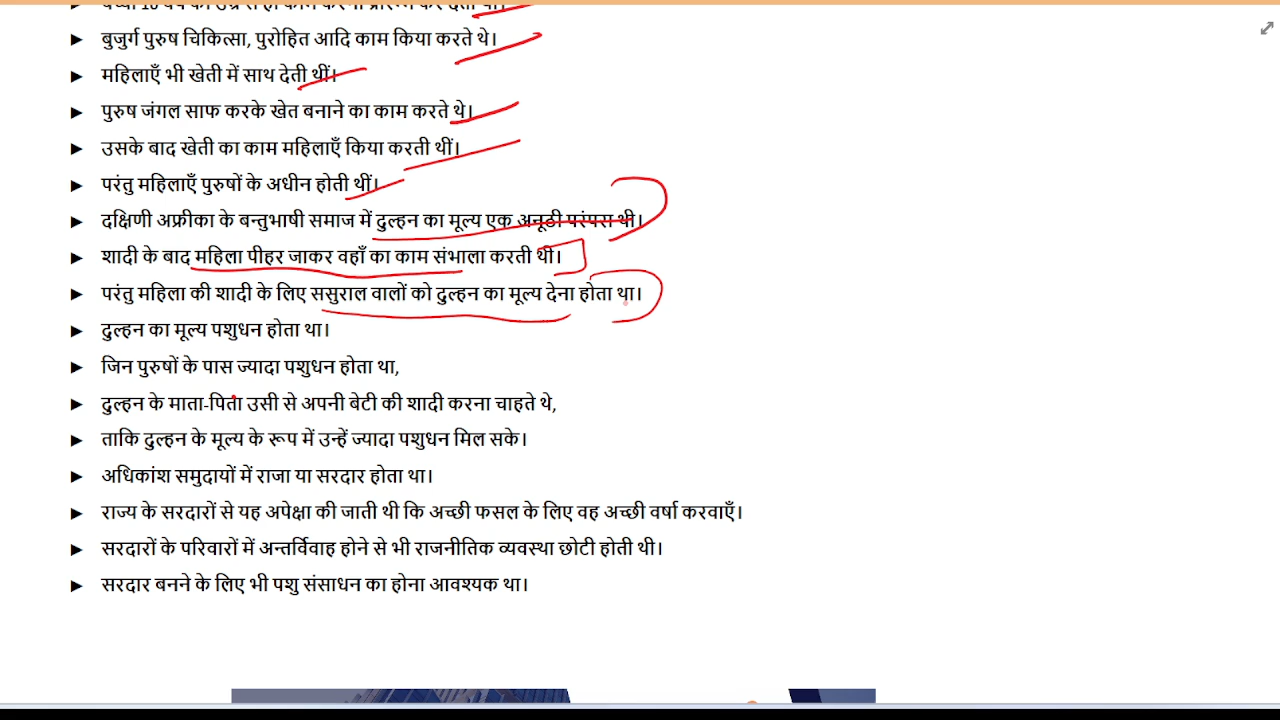 ► बुजुर्ग पुरुष चिकित्सा, पुरोहित आदि काम किया करते थे।
► महिलाएँ भी खेती में साथ देती थीं।
► पुरुष जंगल साफ करके खेत बनाने का काम करते थे।
► उसके बाद खेती का काम महिलाएँ किया करती थीं।
► परंतु महिलाएँ पुरुषों के अधीन होती थीं।
► दक्षिणी अफ्रीका के बन्तुभाषी समाज में दुल्हन का मूल्य एक अनूठी परंपरा थी।
► शादी के बाद महिला पीहर जाकर वहाँ का काम संभाला करती थी।
► परंतु महिला की शादी के लिए ससुराल वालों को दुल्हन का मूल्य देना होता था।
► दुल्हन का मूल्य पशुधन होता था।
► जिन पुरुषों के पास ज्यादा पशुधन होता था,
► दुल्हन के माता-पिता उसी से अपनी बेटी की शादी करना चाहते थे,
► ताकि दुल्हन के मूल्य के रूप में उन्हें ज्यादा पशुधन मिल सके।
► अधिकांश समुदायों में राजा या सरदार होता था।
► राज्य के सरदारों से यह अपेक्षा की जाती थी कि अच्छी फसल के लिए वह अच्छी वर्षा करवाएँ।
► सरदारों के परिवारों में अन्तर्विवाह होने से भी राजनीतिक व्यवस्था छोटी होती थी।
► सरदार बनने के लिए भी पशु संसाधन का होना आवश्यक था।